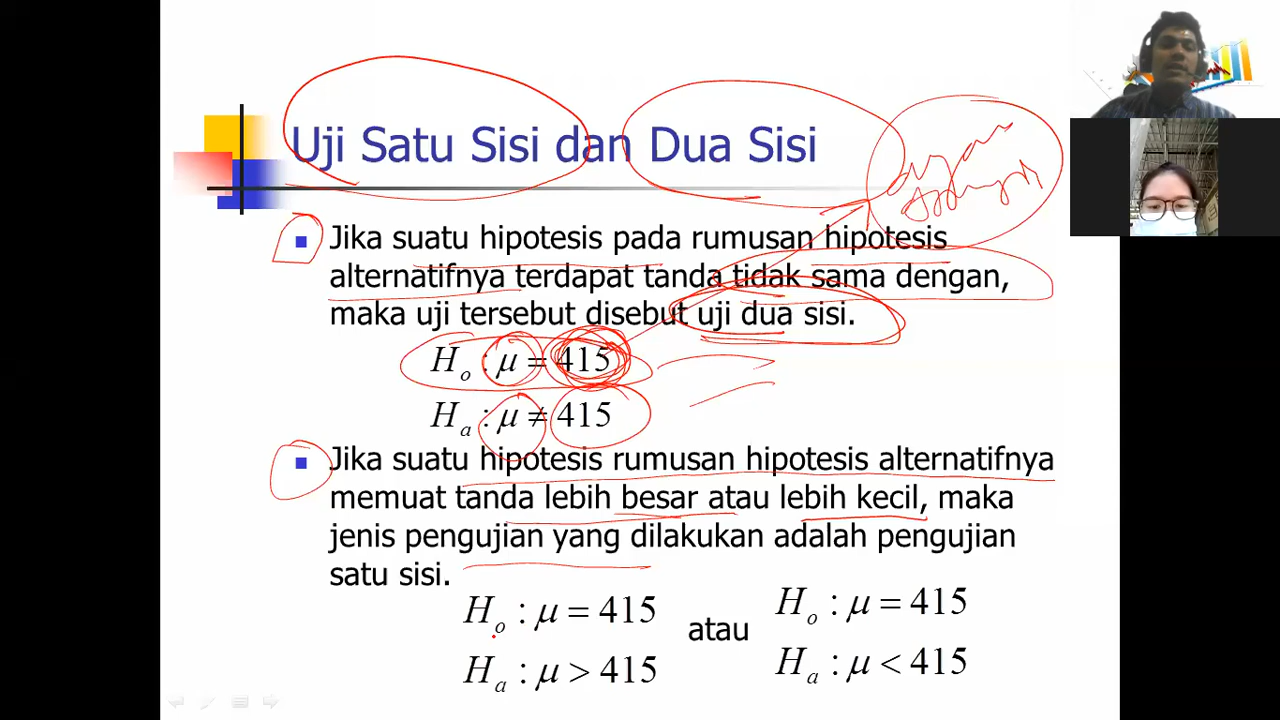 Uji Satu Sisi dan Dua Sisi
Jika suatu hipotesis pada rumusan hipotesis
alternatifnya terdapat tanda tidak sama dengan,
maka uji tersebut disebut uji dua sisi.
Hₒ : μ = 415
Hₐ : μ ≠ 415
Jika suatu hipotesis rumusan hipotesis alternatifnya
memuat tanda lebih besar atau lebih kecil, maka
jenis pengujian yang dilakukan adalah pengujian
satu sisi.
Hₒ : μ = 415
Hₐ : μ > 415
atau
Hₒ : μ = 415
Hₐ : μ < 415